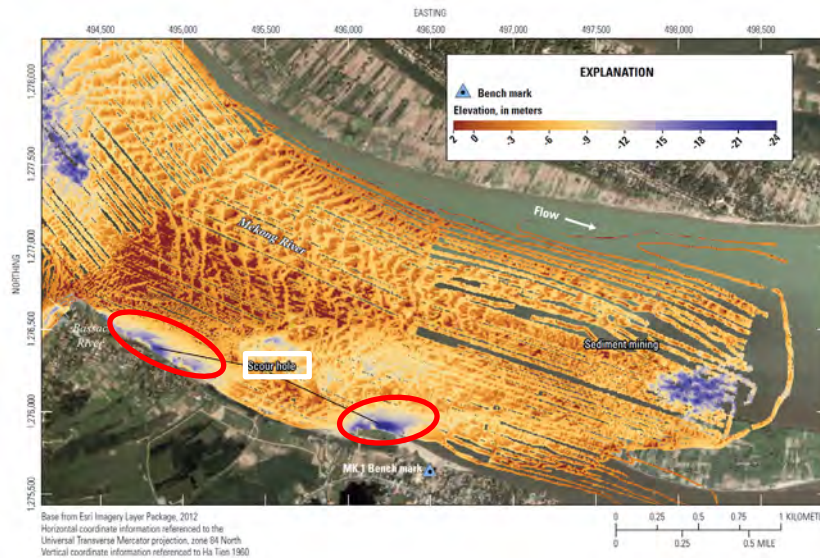 EASTING
494,500 495,000 495,500 496,000 496,500 497,000 497,500 498,000 498,500
NORTHING
1,278,000
1,277,500
1,277,000
1,276,500
1,276,000
1,275,500
EXPLANATION
Bench mark
Elevation, in meters
2 0 -3 -6 -9 -12 -15 -18 -21 -24
Flow
Mekong River
Bassac
River
Scour hole
Sediment mining
MK 1 Bench mark
Base from Esri Imagery Layer Package, 2012
Horizontal coordinate information referenced to the
Universal Transverse Mercator projection, zone 84 North
Vertical coordinate information referenced to Ha Tien 1960
0 0.25 0.5 0.75 1 KILOMETE
0 0.25 0.5 MILE